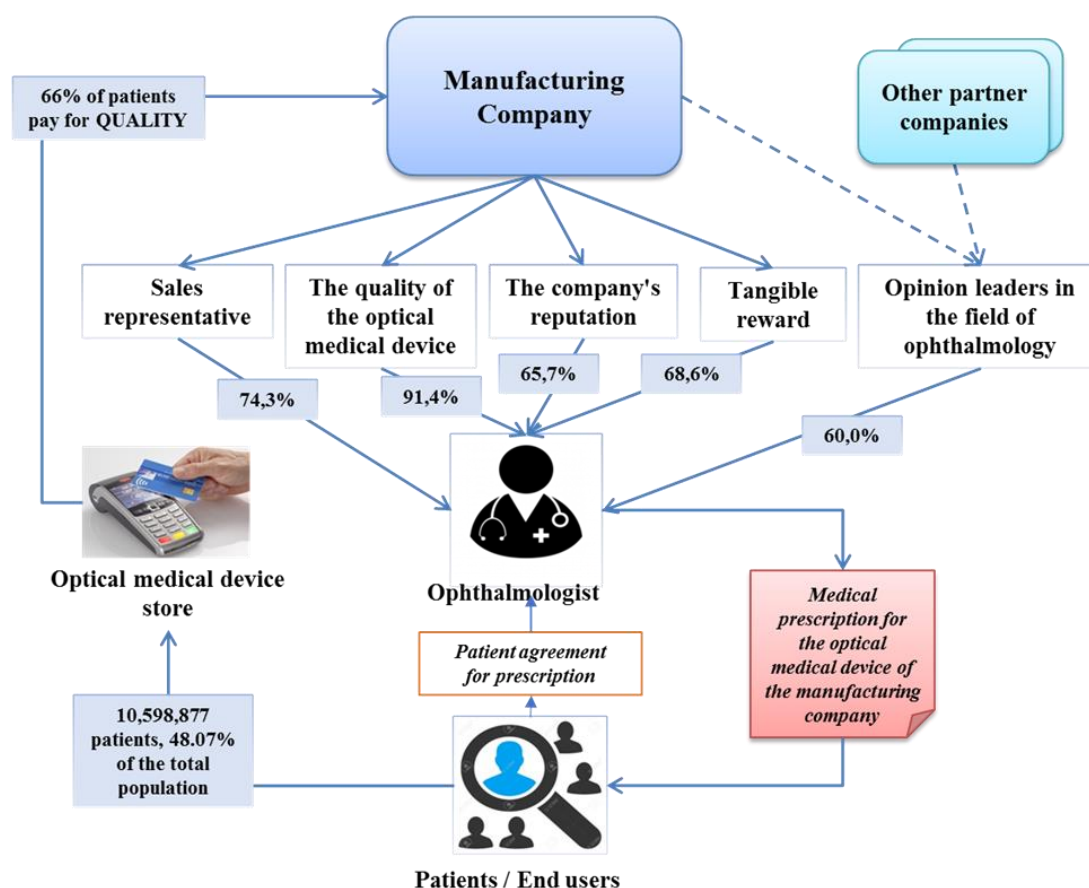 Manufacturing
Company
Other partner
companies
66% of patients
pay for QUALITY
Sales
representative
The quality of
the optical
medical device
The company's
reputation
Tangible
reward
Opinion leaders in
the field of
ophthalmology
74,3%
91,4%
65,7%
68,6%
60,0%
Optical medical device
store
Ophthalmologist
Medical
prescription for
the optical
medical device of
the manufacturing
company
Patient agreement
for prescription
10,598,877
patients, 48.07%
of the total
population
Patients / End users